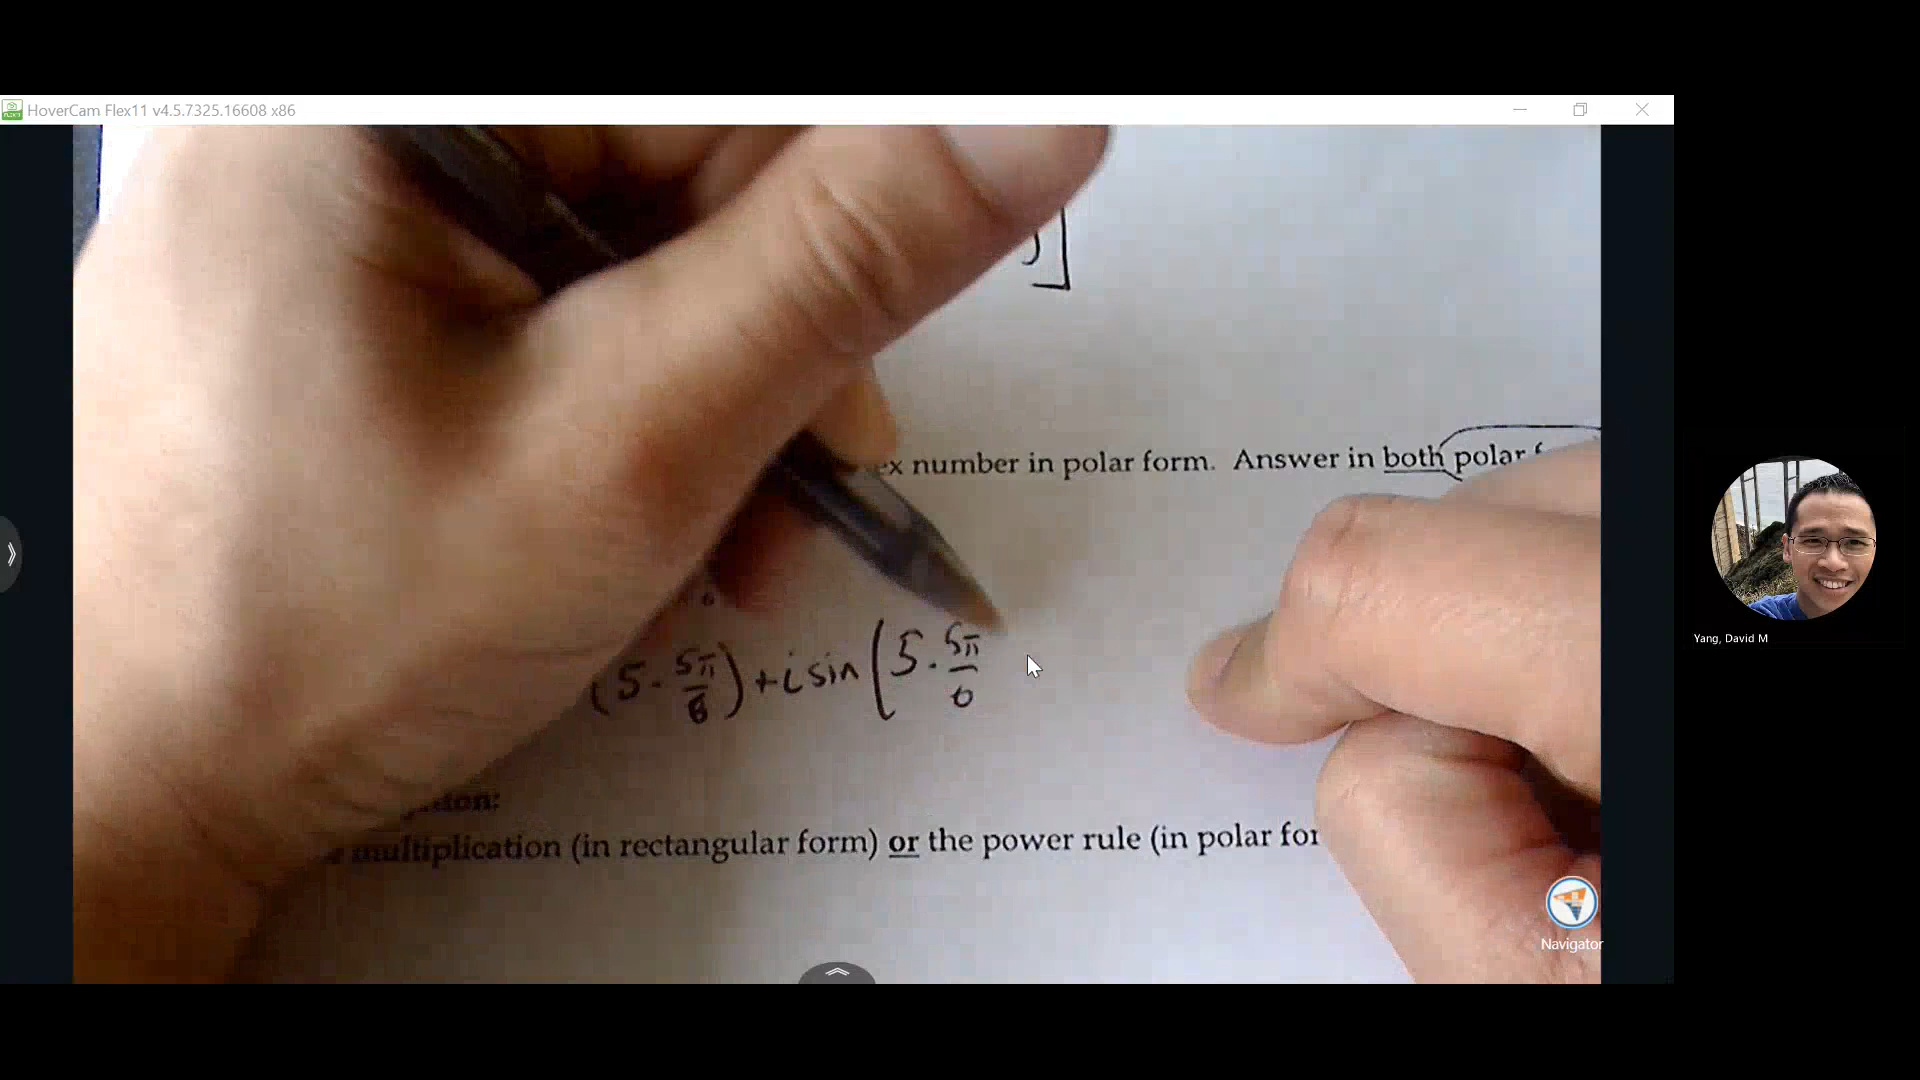 HoverCam Flex11 v4.5.7325.16608 x86
number in polar form. Answer in both polar
(5 · 5π/6) + i sin (5 · 5π/6
Yang, David M
multiplication (in rectangular form) or the power rule (in polar
Navigator